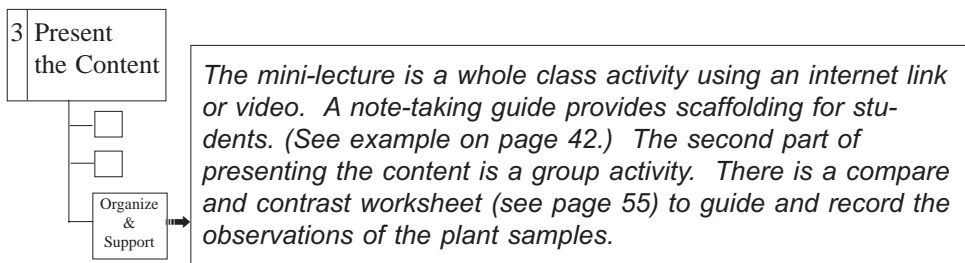 3 Present
the Content
Organize
&
Support
The mini-lecture is a whole class activity using an internet link
or video. A note-taking guide provides scaffolding for stu-
dents. (See example on page 42.) The second part of
presenting the content is a group activity. There is a compare
and contrast worksheet (see page 55) to guide and record the
observations of the plant samples.